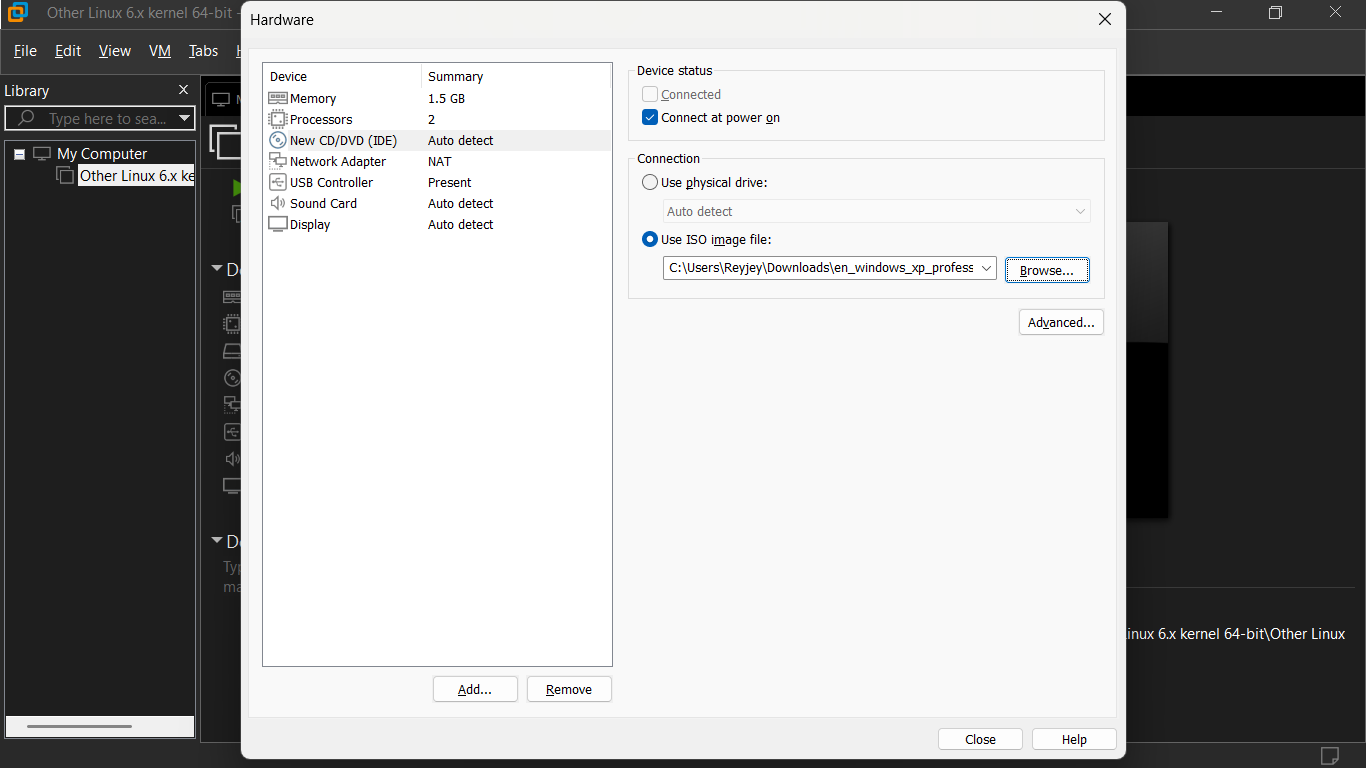 Other Linux 6.x kernel 64-bit -
Hardware
File Edit View VM Tabs
Library
Type here to sea...
My Computer
Other Linux 6.x ke
Device Summary
Memory 1.5 GB
Processors 2
New CD/DVD (IDE) Auto detect
Network Adapter NAT
USB Controller Present
Sound Card Auto detect
Display Auto detect
Add... Remove
Device status
Connected
Connect at power on
Connection
Use physical drive:
Auto detect
Use ISO image file:
C:\Users\Reyjey\Downloads\en_windows_xp_profess
Browse...
Advanced...
inux 6.x kernel 64-bit\Other Linux
Close Help